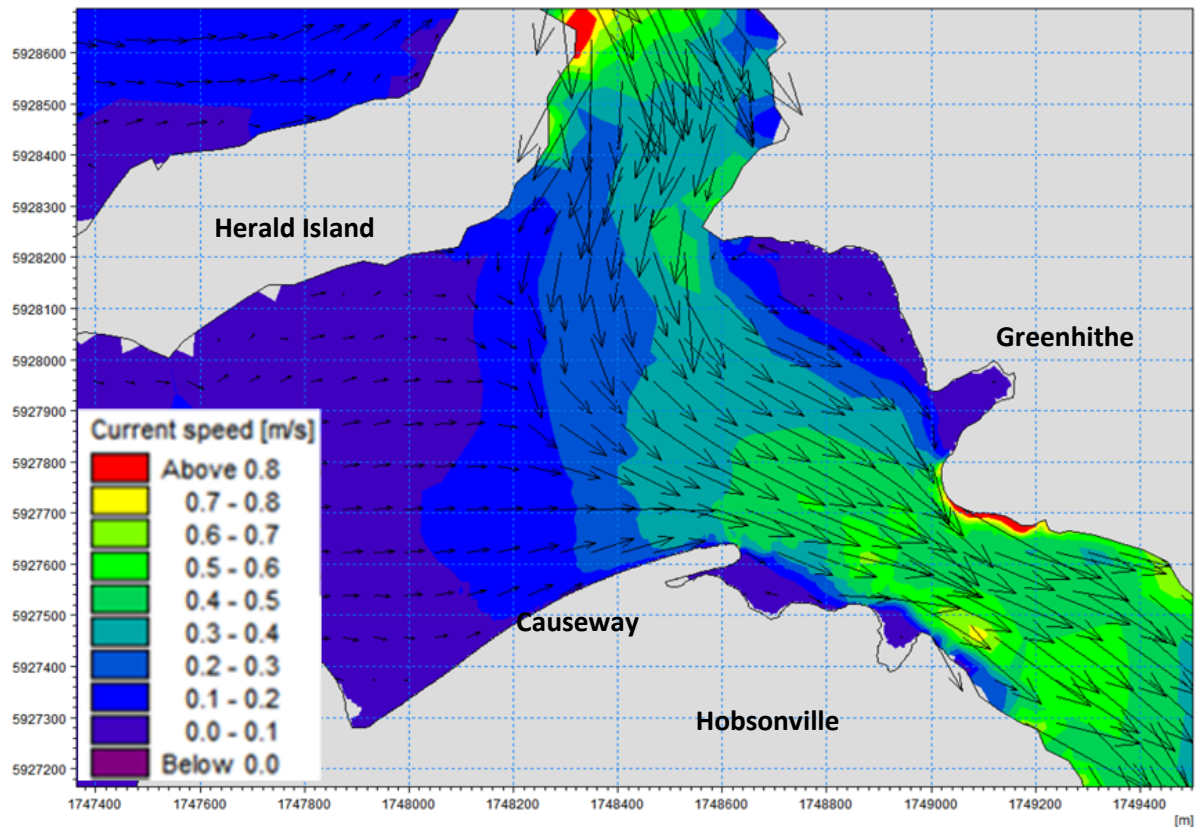 5928600
5928500
5928400
5928300
5928200
5928100
5928000
5927900
5927800
5927700
5927600
5927500
5927400
5927300
5927200
Herald Island
Greenhithe
Causeway
Hobsonville
Current speed [m/s]
Above 0.8
0.7 - 0.8
0.6 - 0.7
0.5 - 0.6
0.4 - 0.5
0.3 - 0.4
0.2 - 0.3
0.1 - 0.2
0.0 - 0.1
Below 0.0
1747400 1747600 1747800 1748000 1748200 1748400 1748600 1748800 1749000 1749200 1749400
[m]